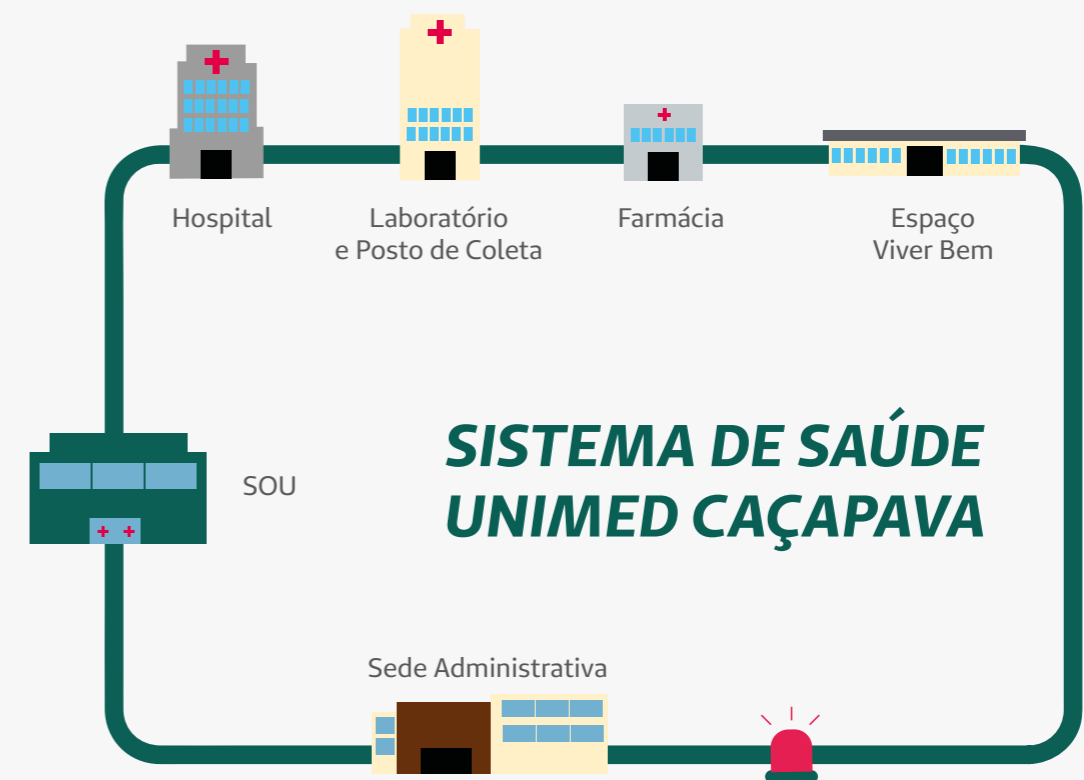 Hospital
Laboratório
e Posto de Coleta
Farmácia
Espaço
Viver Bem
SISTEMA DE SAÚDE
UNIMED CAÇAPAVA
SOU
Sede Administrativa